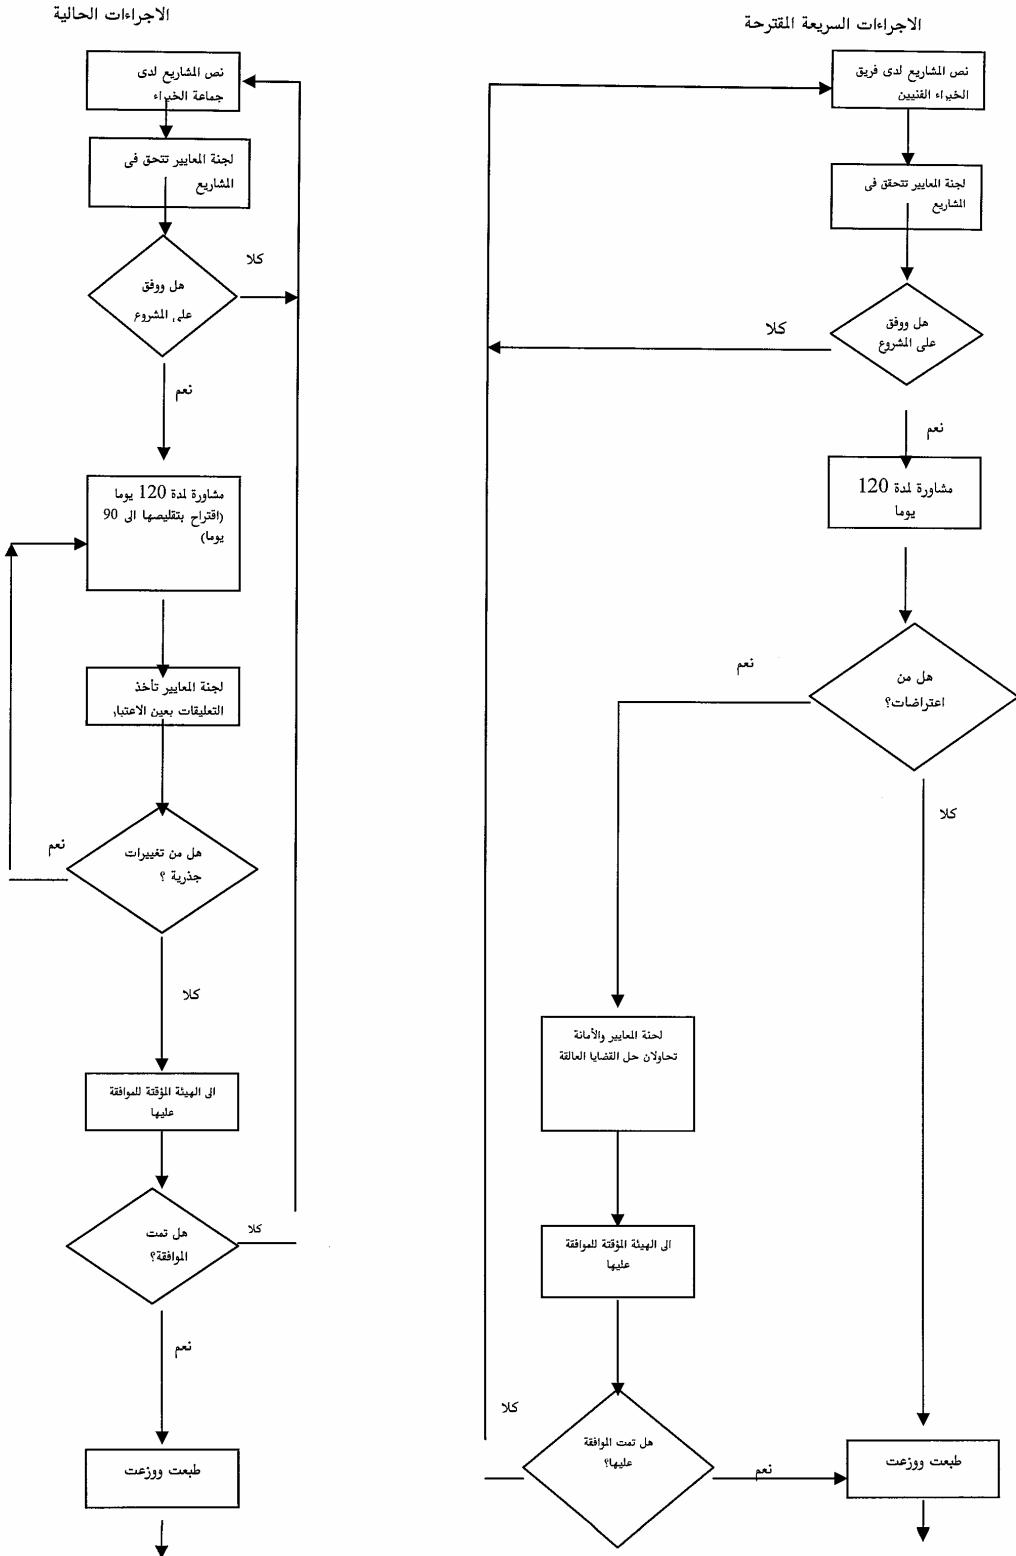 الاجراءات السريعة المقترحة
نص المشاريع لدى فريق
الخبراء الفنيين
لجنة المعايير تتحقق فى
المشاريع
هل ووفق
على المشروع
كلا
نعم
مشاورة لمدة 120
يوما
هل من
اعتراضات؟
نعم
كلا
لحنة المعايير والأمانة
تحاولان حل القضايا العالقة
الى الهيئة المؤقتة للموافقة
عليها
هل تمت الموافقة
عليها؟
كلا
نعم
طبعت ووزعت
الاجراءات الحالية
نص المشاريع لدى
جماعة الخبراء
لجنة المعايير تتحق فى
المشاريع
هل ووفق
على المشروع
كلا
نعم
مشاورة لمدة 120 يوما
(اقتراح بتقليصها الى 90
يوما)
لجنة المعايير تأخذ
التعليقات بعين الاعتبار
هل من تغييرات
جذرية ؟
نعم
كلا
الى الهيئة المؤقتة للموافقة
عليها
هل تمت
الموافقة؟
كلا
نعم
طبعت ووزعت